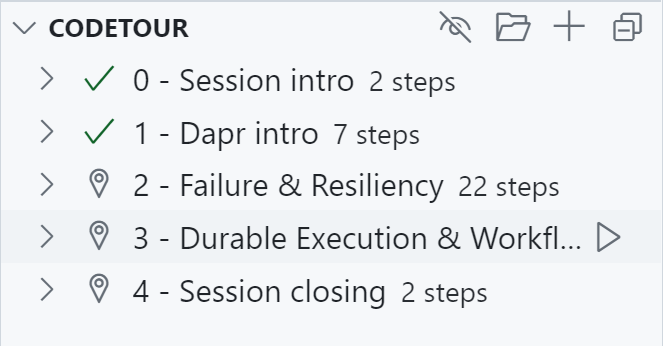 CODETOUR
0 - Session intro 2 steps
1 - Dapr intro 7 steps
2 - Failure & Resiliency 22 steps
3 - Durable Execution & Workfl...
4 - Session closing 2 steps